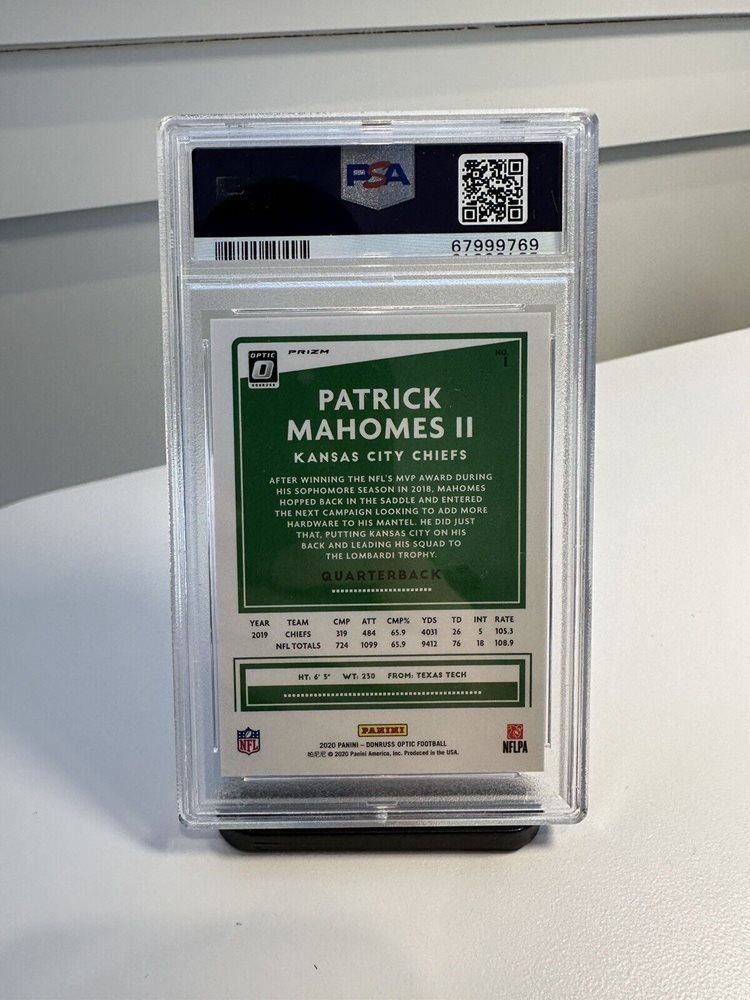 PSA
67999769
OPTIC
DONRUSS
PRIZM
NO.
1
PATRICK
MAHOMES II
KANSAS CITY CHIEFS
AFTER WINNING THE NFL'S MVP AWARD DURING
HIS SOPHOMORE SEASON IN 2018, MAHOMES
HOPPED BACK IN THE SADDLE AND ENTERED
THE NEXT CAMPAIGN LOOKING TO ADD MORE
HARDWARE TO HIS MANTEL. HE DID JUST
THAT, PUTTING KANSAS CITY ON HIS
BACK AND LEADING HIS SQUAD TO
THE LOMBARDI TROPHY.
QUARTERBACK
YEAR TEAM CMP ATT CMP% YDS TD INT RATE
2019 CHIEFS 319 484 65.9 4031 26 5 105.3
NFL TOTALS 724 1099 65.9 9412 76 18 108.9
HT: 6' 3" WT: 230 FROM: TEXAS TECH
NFL
PANINI
NFLPA
2020 PANINI – DONRUSS OPTIC FOOTBALL
帕尼尼 © 2020 Panini America, Inc. Produced in the USA.